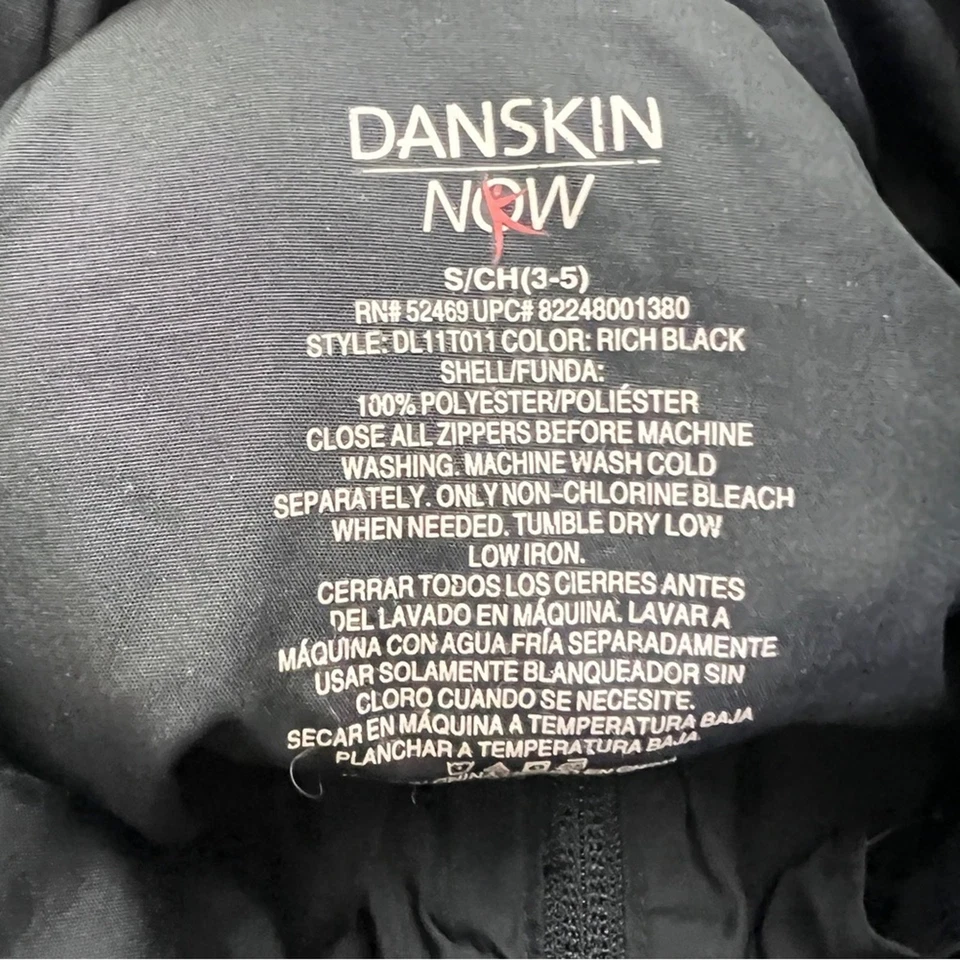 DANSKIN
NOW
S/CH(3-5)
RN# 52469 UPC# 82248001380
STYLE: DL11T011 COLOR: RICH BLACK
SHELL/FUNDA:
100% POLYESTER/POLIÉSTER
CLOSE ALL ZIPPERS BEFORE MACHINE
WASHING. MACHINE WASH COLD
SEPARATELY. ONLY NON-CHLORINE BLEACH
WHEN NEEDED. TUMBLE DRY LOW
LOW IRON.
CERRAR TODOS LOS CIERRES ANTES
DEL LAVADO EN MÁQUINA. LAVAR A
MÁQUINA CON AGUA FRÍA SEPARADAMENTE
USAR SOLAMENTE BLANQUEADOR SIN
CLORO CUANDO SE NECESITE.
SECAR EN MÁQUINA A TEMPERATURA BAJA
PLANCHAR A TEMPERATURA BAJA.